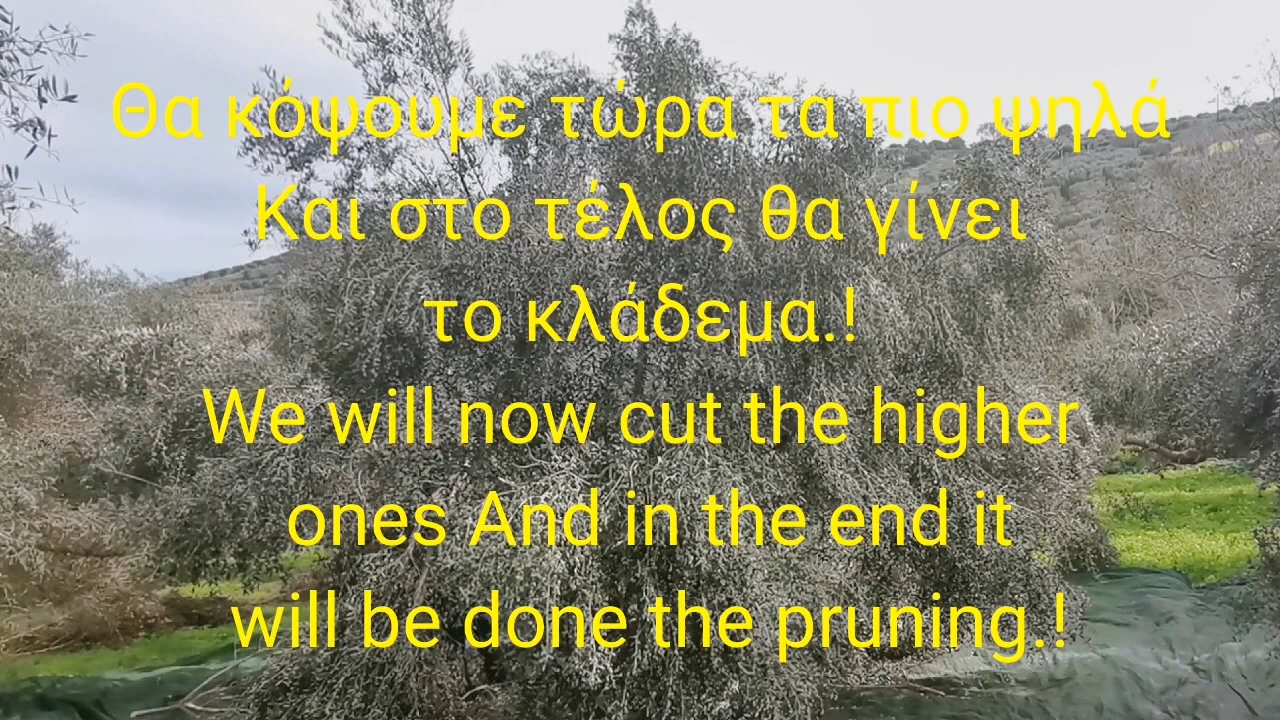 Θα κόψουμε τώρα τα πιο ψηλά
Και στο τέλος θα γίνει
το κλάδεμα.!
We will now cut the higher
ones And in the end it
will be done the pruning.!